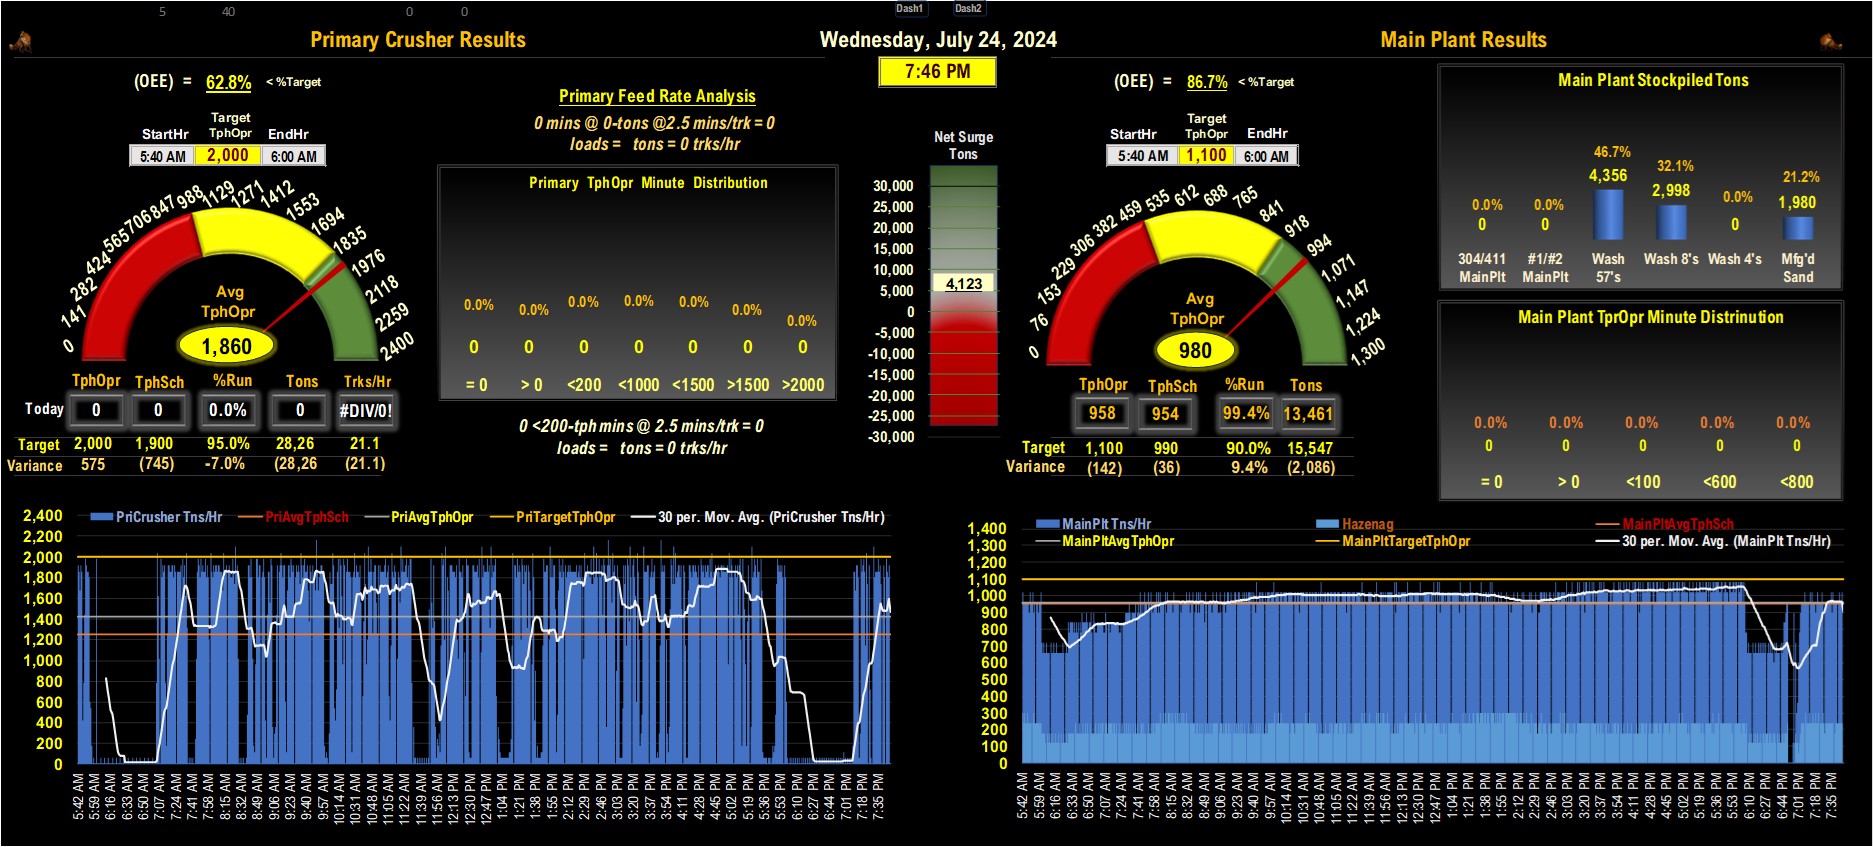 5 40 0 0
Dash1 Dash2
Primary Crusher Results
Wednesday, July 24, 2024
Main Plant Results
7:46 PM
(OEE) = 62.8% < %Target
Target
StartHr TphOpr EndHr
5:40 AM 2,000 6:00 AM
0 141 282 424 565 706 847 988 1129 1271 1412 1553 1694 1835 1976 2118 2259 2400
Avg
TphOpr
1,860
TphOpr TphSch %Run Tons Trks/Hr
Today 0 0 0.0% 0 #DIV/0!
Target 2,000 1,900 95.0% 28,26 21.1
Variance 575 (745) -7.0% (28,26 (21.1)
Primary Feed Rate Analysis
0 mins @ 0-tons @2.5 mins/trk = 0
loads = tons = 0 trks/hr
Primary TphOpr Minute Distribution
0.0% 0.0% 0.0% 0.0% 0.0% 0.0% 0.0%
0 0 0 0 0 0 0
= 0 > 0 <200 <1000 <1500 >1500 >2000
0 <200-tph mins @ 2.5 mins/trk = 0
loads = tons = 0 trks/hr
Net Surge
Tons
30,000
25,000
20,000
15,000
10,000
4,123
5,000
0
-5,000
-10,000
-15,000
-20,000
-25,000
-30,000
(OEE) = 86.7% < %Target
Target
StartHr TphOpr EndHr
5:40 AM 1,100 6:00 AM
0 76 153 229 306 382 459 535 612 688 765 841 918 994 1,071 1,147 1,224 1,300
Avg
TphOpr
980
TphOpr TphSch %Run Tons
958 954 99.4% 13,461
Target 1,100 990 90.0% 15,547
Variance (142) (36) 9.4% (2,086)
Main Plant Stockpiled Tons
0.0% 0.0% 46.7% 32.1% 0.0% 21.2%
0 0 4,356 2,998 0 1,980
304/411 #1/#2 Wash Wash 8's Wash 4's Mfg'd
MainPlt MainPlt 57's Sand
Main Plant TprOpr Minute Distrinution
0.0% 0.0% 0.0% 0.0% 0.0%
0 0 0 0 0
= 0 > 0 <100 <600 <800
PriCrusher Tns/Hr PriAvgTphSch PriAvgTphOpr PriTargetTphOpr 30 per. Mov. Avg. (PriCrusher Tns/Hr)
2,400
2,200
2,000
1,800
1,600
1,400
1,200
1,000
800
600
400
200
0
5:42 AM 5:59 AM 6:16 AM 6:33 AM 6:50 AM 7:07 AM 7:24 AM 7:41 AM 7:58 AM 8:15 AM 8:32 AM 8:49 AM 9:06 AM 9:23 AM 9:40 AM 9:57 AM 10:14 AM 10:31 AM 10:48 AM 11:05 AM 11:22 AM 11:39 AM 11:56 AM 12:13 PM 12:30 PM 12:47 PM 1:04 PM 1:21 PM 1:38 PM 1:55 PM 2:12 PM 2:29 PM 2:46 PM 3:03 PM 3:20 PM 3:37 PM 3:54 PM 4:11 PM 4:28 PM 4:45 PM 5:02 PM 5:19 PM 5:36 PM 5:53 PM 6:10 PM 6:27 PM 6:44 PM 7:01 PM 7:18 PM 7:35 PM
MainPlt Tns/Hr Hazenag MainPltAvgTphSch
MainPltAvgTphOpr MainPltTargetTphOpr 30 per. Mov. Avg. (MainPlt Tns/Hr)
1,400
1,300
1,200
1,100
1,000
900
800
700
600
500
400
300
200
100
0
5:42 AM 5:59 AM 6:16 AM 6:33 AM 6:50 AM 7:07 AM 7:24 AM 7:41 AM 7:58 AM 8:15 AM 8:32 AM 8:49 AM 9:06 AM 9:23 AM 9:40 AM 9:57 AM 10:14 AM 10:31 AM 10:48 AM 11:05 AM 11:22 AM 11:39 AM 11:56 AM 12:13 PM 12:30 PM 12:47 PM 1:04 PM 1:21 PM 1:38 PM 1:55 PM 2:12 PM 2:29 PM 2:46 PM 3:03 PM 3:20 PM 3:37 PM 3:54 PM 4:11 PM 4:28 PM 4:45 PM 5:02 PM 5:19 PM 5:36 PM 5:53 PM 6:10 PM 6:27 PM 6:44 PM 7:01 PM 7:18 PM 7:35 PM